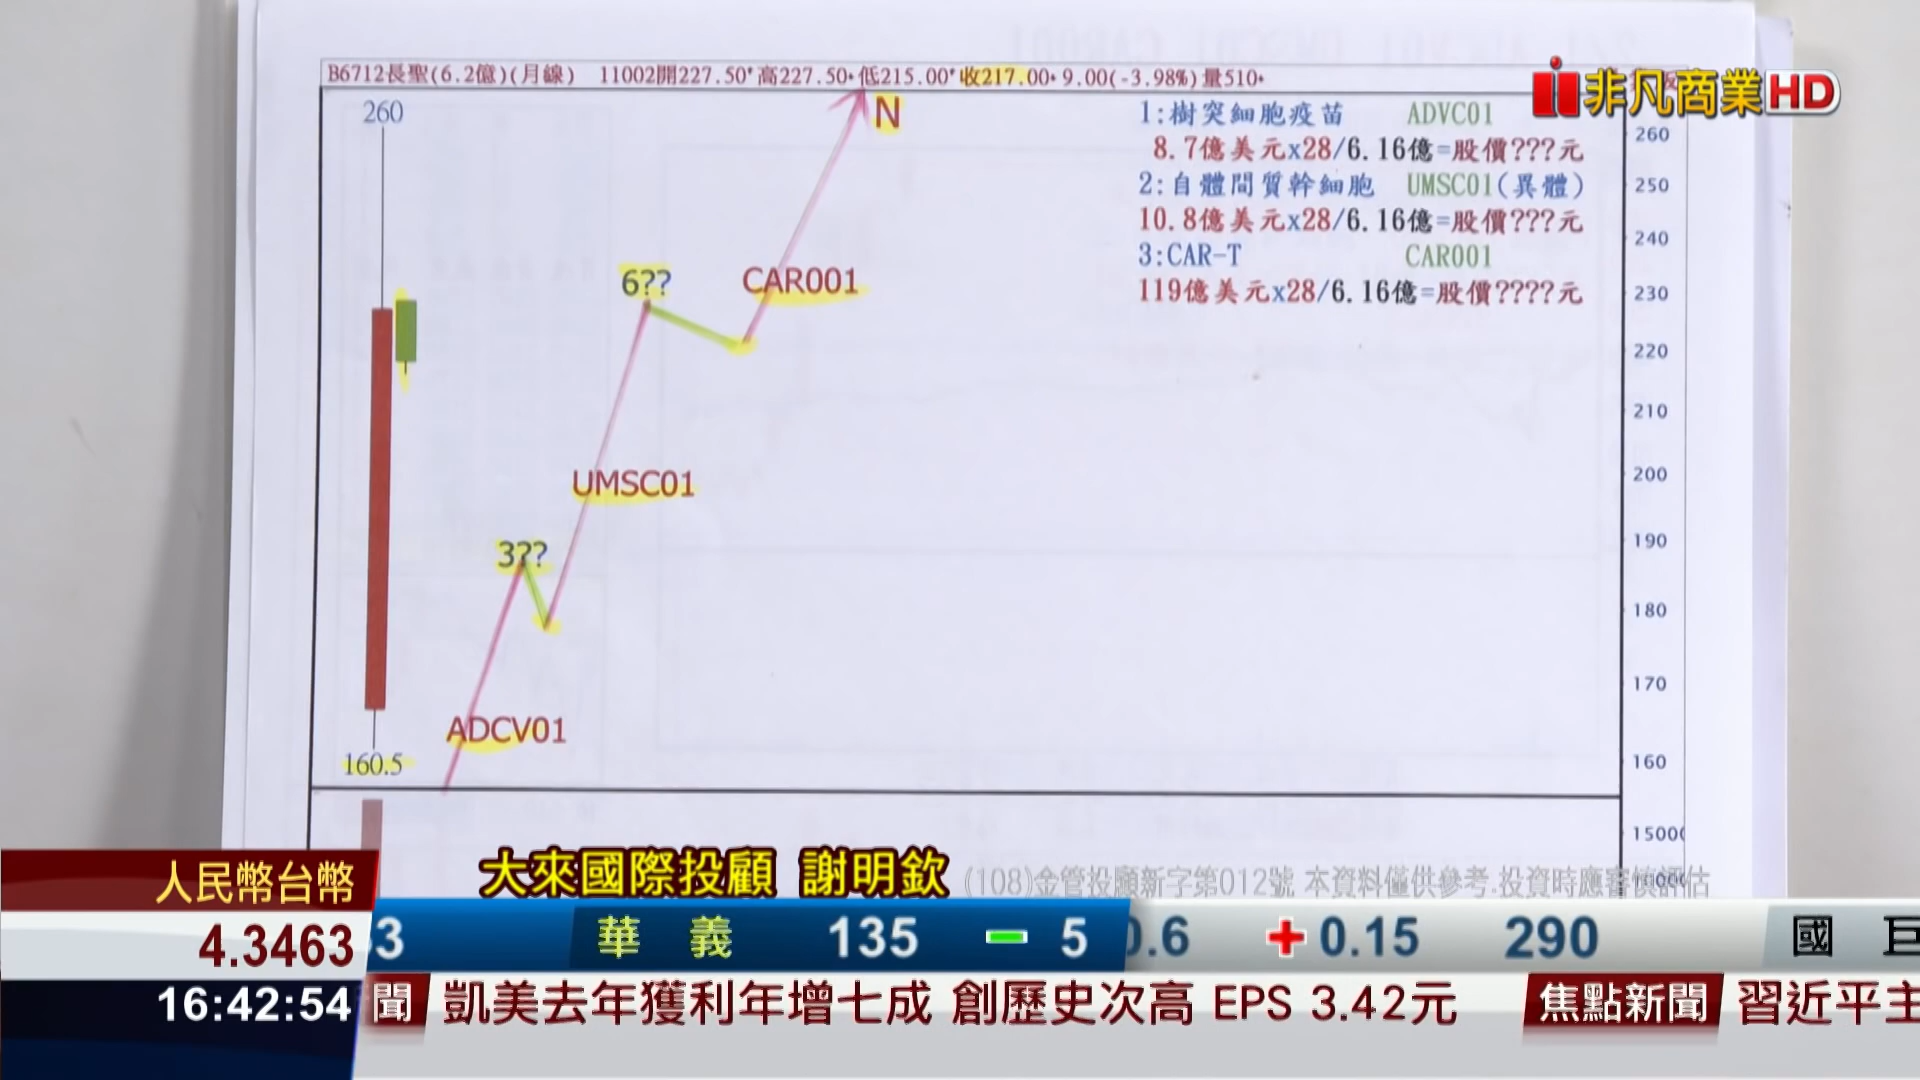 B6712長聖(6.2億)(月線) 11002開227.50 高227.50 低215.00 收217.00 9.00(-3.98%)量510
非凡商業HD
260
N
1:樹突細胞疫苗 ADVC01
8.7億美元x28/6.16億=股價???元
2:自體間質幹細胞 UMSC01(異體)
10.8億美元x28/6.16億=股價???元
3:CAR-T CAR001
119億美元x28/6.16億=股價????元
260
250
240
230
220
210
200
190
180
170
160
6??
CAR001
UMSC01
3??
ADCV01
160.5
1500
人民幣台幣
大來國際投顧 謝明欽
(108)金管投顧新字第012號 本資料僅供參考.投資時應審慎評估
4.3463
3 華義 135 5 0.6 0.15 290 國巨
16:42:54
聞 凱美去年獲利年增七成 創歷史次高 EPS 3.42元 焦點新聞 習近平主